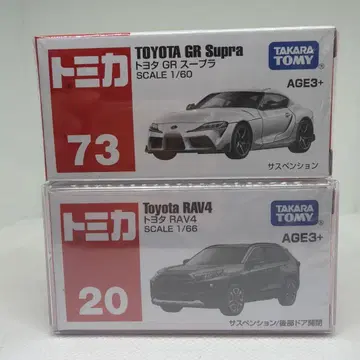 トミカ
73
TOYOTA GR Supra
トヨタ GR スープラ
SCALE 1/60
TAKARA TOMY
AGE3+
サスペンション
トミカ
20
Toyota RAV4
トヨタ RAV4
SCALE 1/66
TAKARA TOMY
AGE3+
サスペンション/後部ドア開閉